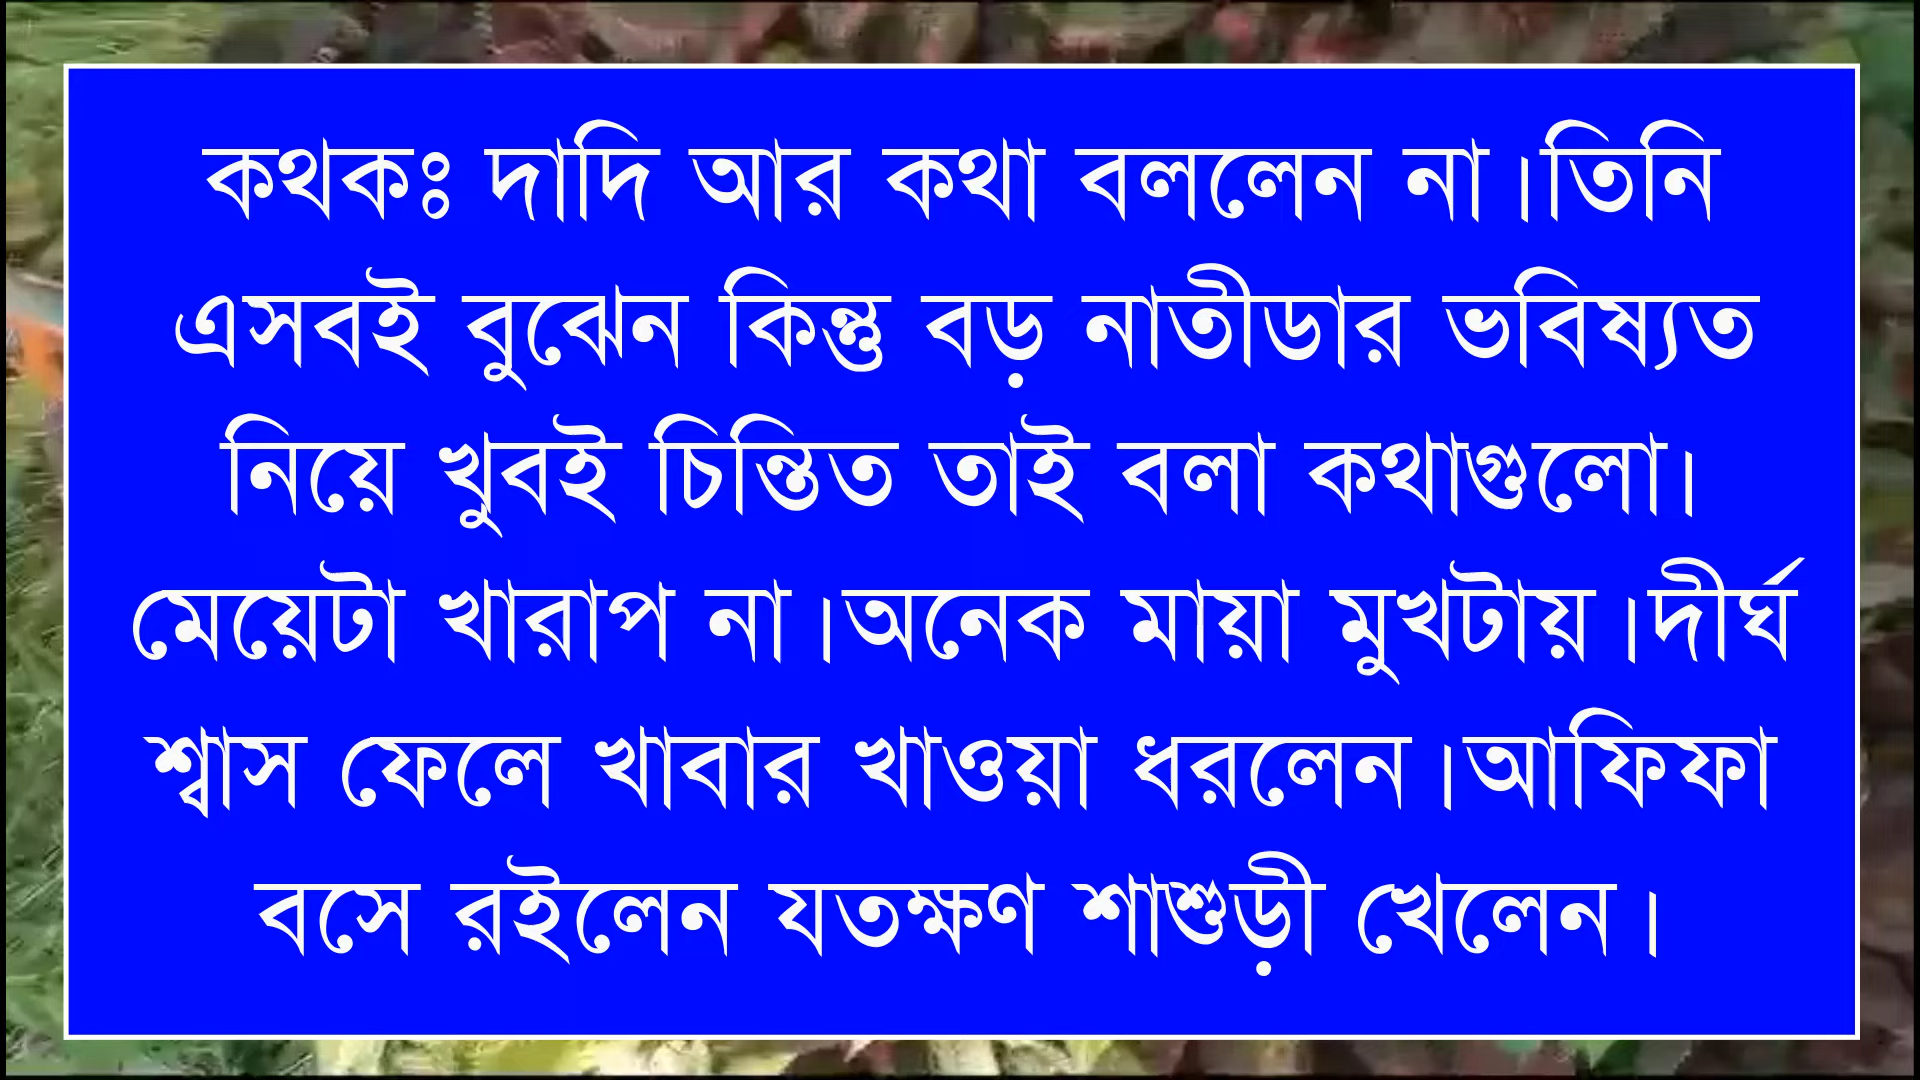 কথকঃ দাদি আর কথা বললেন না।তিনি
এসবই বুঝেন কিন্তু বড় নাতীডার ভবিষ্যত
নিয়ে খুবই চিন্তিত তাই বলা কথাগুলো।
মেয়েটা খারাপ না।অনেক মায়া মুখটায়।দীর্ঘ
শ্বাস ফেলে খাবার খাওয়া ধরলেন।আফিফা
বসে রইলেন যতক্ষণ শাশুড়ী খেলেন।